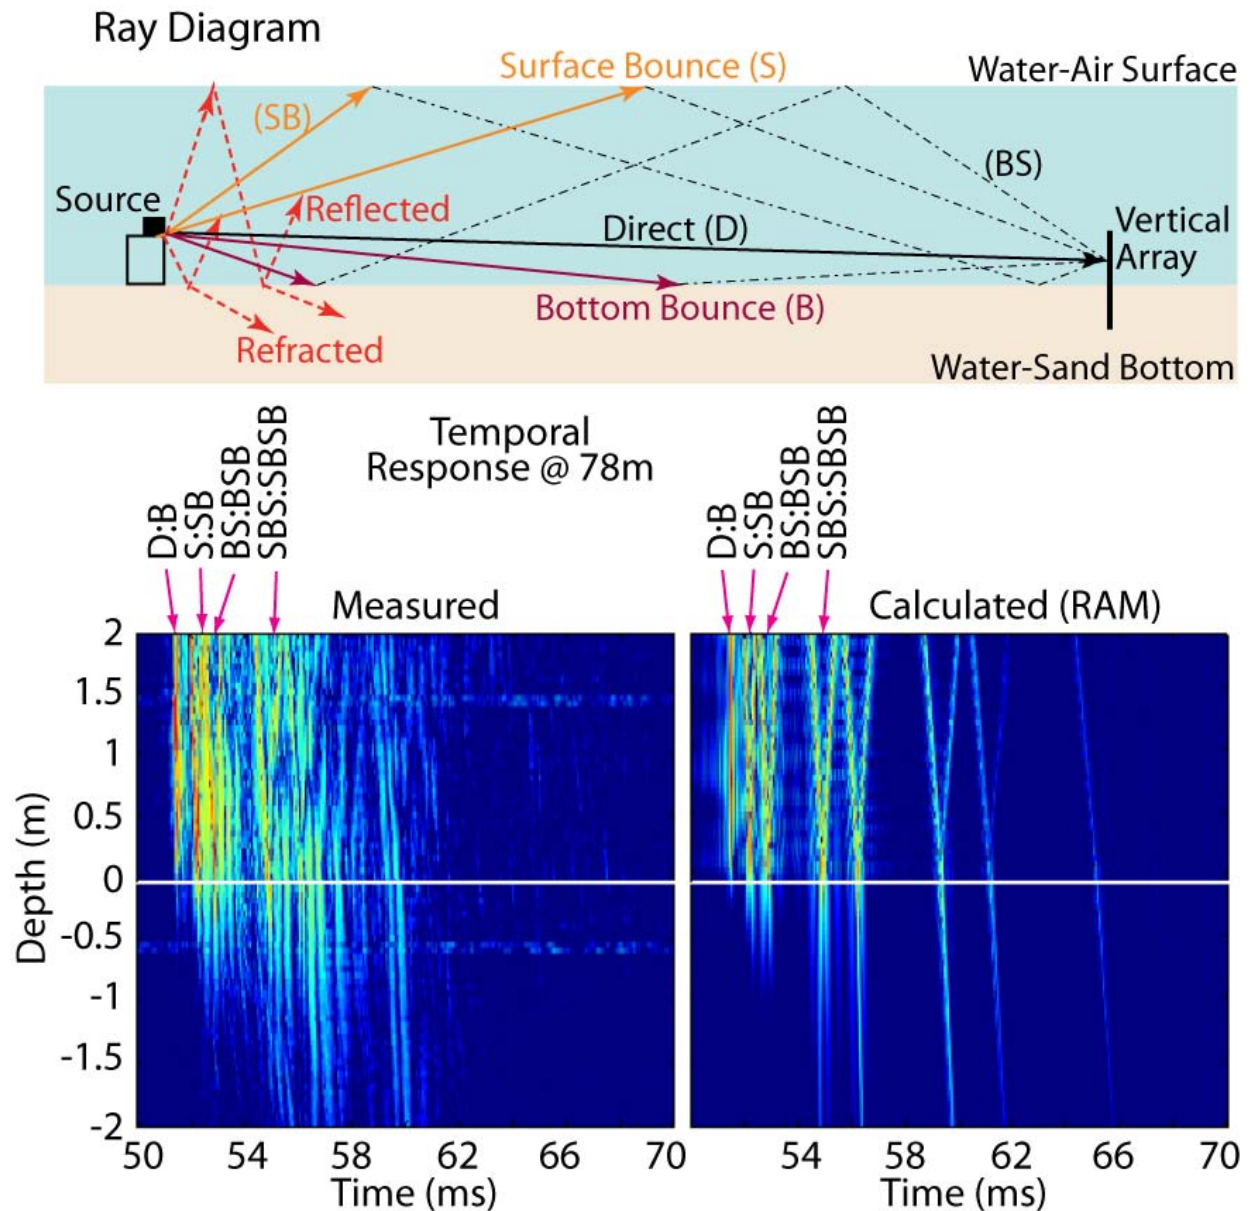 Ray Diagram
Surface Bounce (S)
Water-Air Surface
(SB)
(BS)
Source
Reflected
Direct (D)
Vertical
Array
Bottom Bounce (B)
Refracted
Water-Sand Bottom
Temporal
Response @ 78m
D:B
S:SB
BS:BSB
SBS:SBSB
D:B
S:SB
BS:BSB
SBS:SBSB
Measured
Calculated (RAM)
Depth (m)
2
1.5
1
0.5
0
-0.5
-1
-1.5
-2
50 54 58 62 66 70
54 58 62 66 70
Time (ms)
Time (ms)